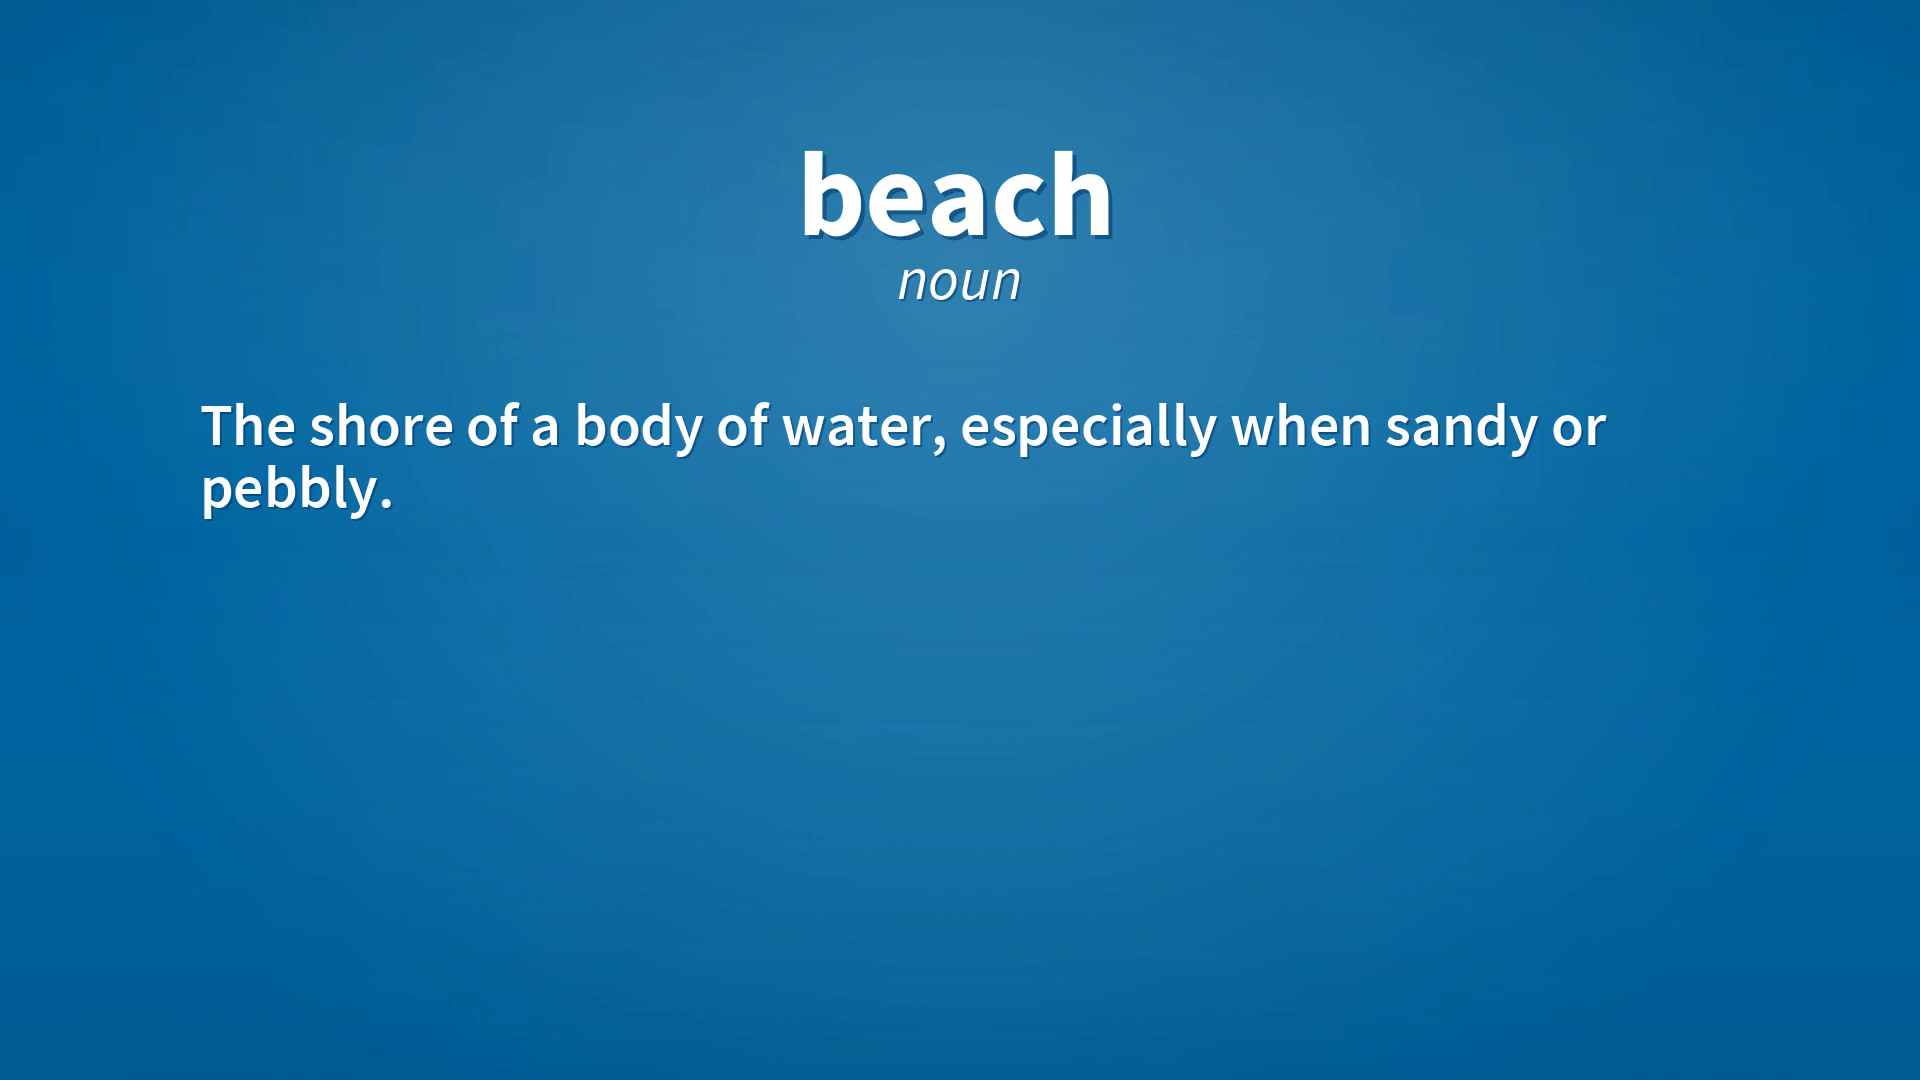 beach
noun
The shore of a body of water, especially when sandy or
pebbly.